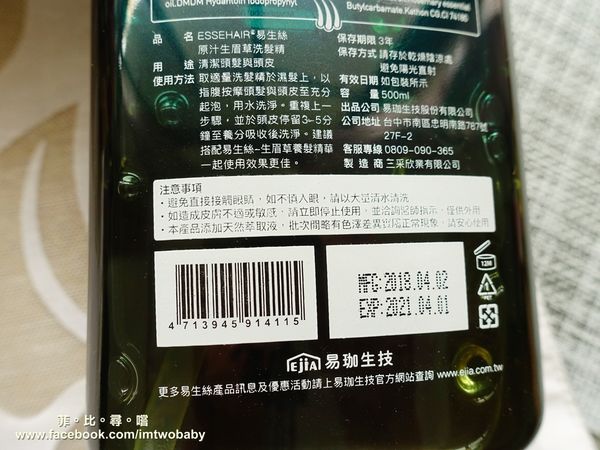 oil.DMDM Hydantoin Iodopropynyl
Butylcarbamate.Kathon CG.CI 74160
品　名 ESSEHAIR®易生絲
原汁生眉草洗髮精
用　途 清潔頭髮與頭皮
使用方法 取適量洗髮精於濕髮上，以
指腹按摩頭髮與頭皮至充分
起泡，用水洗淨。重複上一
步驟，並於頭皮停留3~5分
鐘至養分吸收後洗淨。建議
搭配易生絲-生眉草養髮精華
一起使用效果更佳。
保存期限 3年
保存方式 請存於乾燥陰涼處
避免陽光直射
有效日期 如包裝所示
容　量 500ml
出品公司 易珈生技股份有限公司
公司地址 台中市南區忠明南路787號
27F-2
客服專線 0809-090-365
製造商 三采欣業有限公司
注意事項
・避免直接接觸眼睛，如不慎入眼，請以大量清水清洗
・如造成皮膚不適或敏感，請立即停止使用，並洽詢醫師指示，僅供外用
・本產品添加天然萃取液，批次間略有色澤差異實屬正常現象，請安心使用
4 713945 914115
MFG:2018.04.02
EXP:2021.04.01
12M
EJIA 易珈生技
更多易生絲產品訊息及優惠活動請上易珈生技官方網站查詢 www.ejia.com.tw
菲。比。尋。嚐
www.facebook.com/imtwobaby